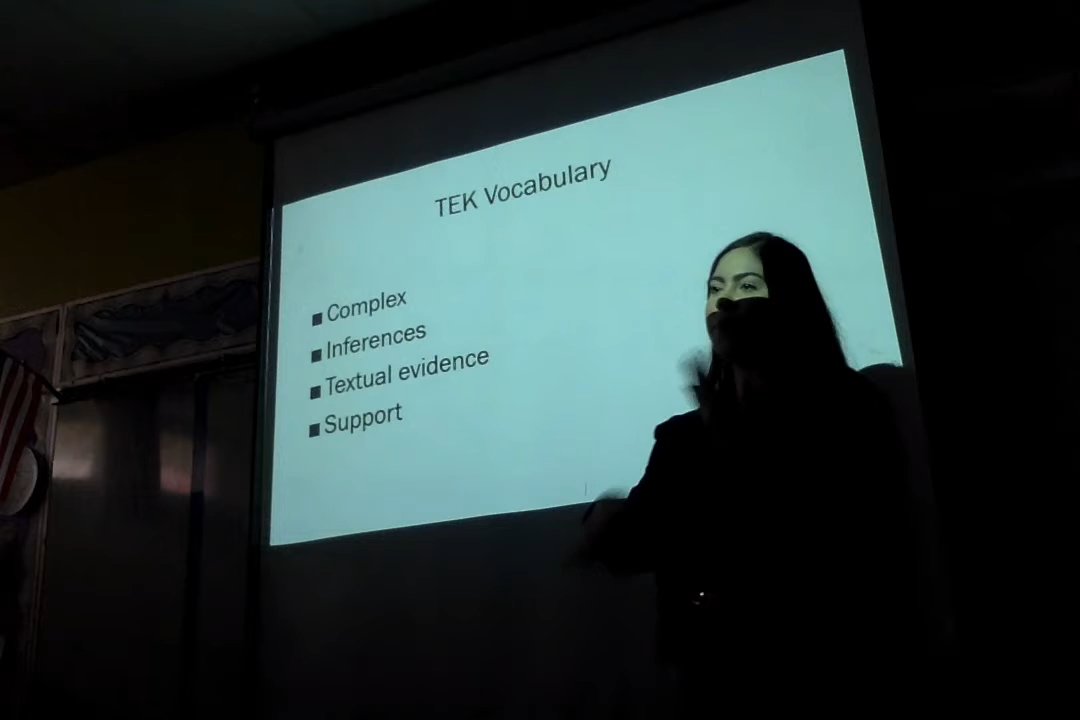 TEK Vocabulary
Complex
Inferences
Textual evidence
Support